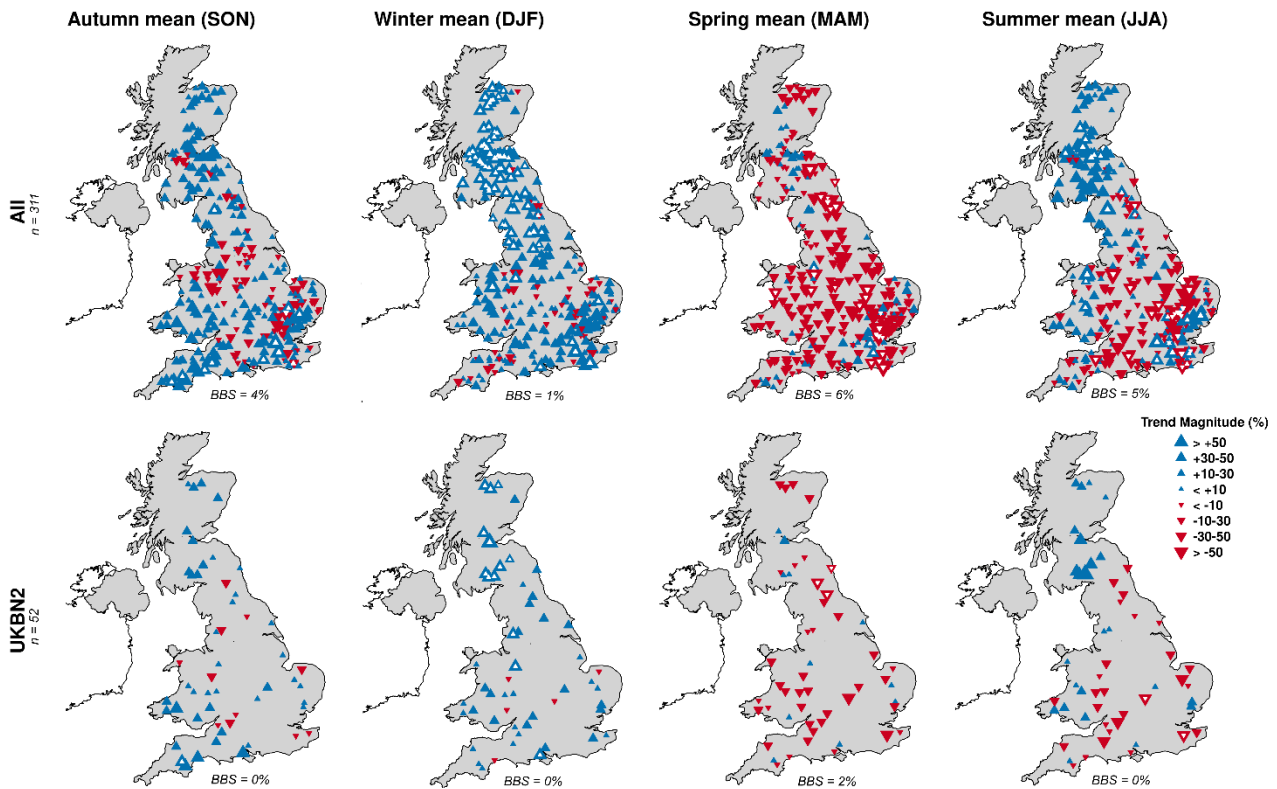 Autumn mean (SON)
Winter mean (DJF)
Spring mean (MAM)
Summer mean (JJA)
All
n = 311
BBS = 4%
BBS = 1%
BBS = 6%
BBS = 5%
Trend Magnitude (%)
> +50
+30-50
+10-30
< +10
< -10
-10-30
-30-50
> -50
UKBN2
n = 52
BBS = 0%
BBS = 0%
BBS = 2%
BBS = 0%